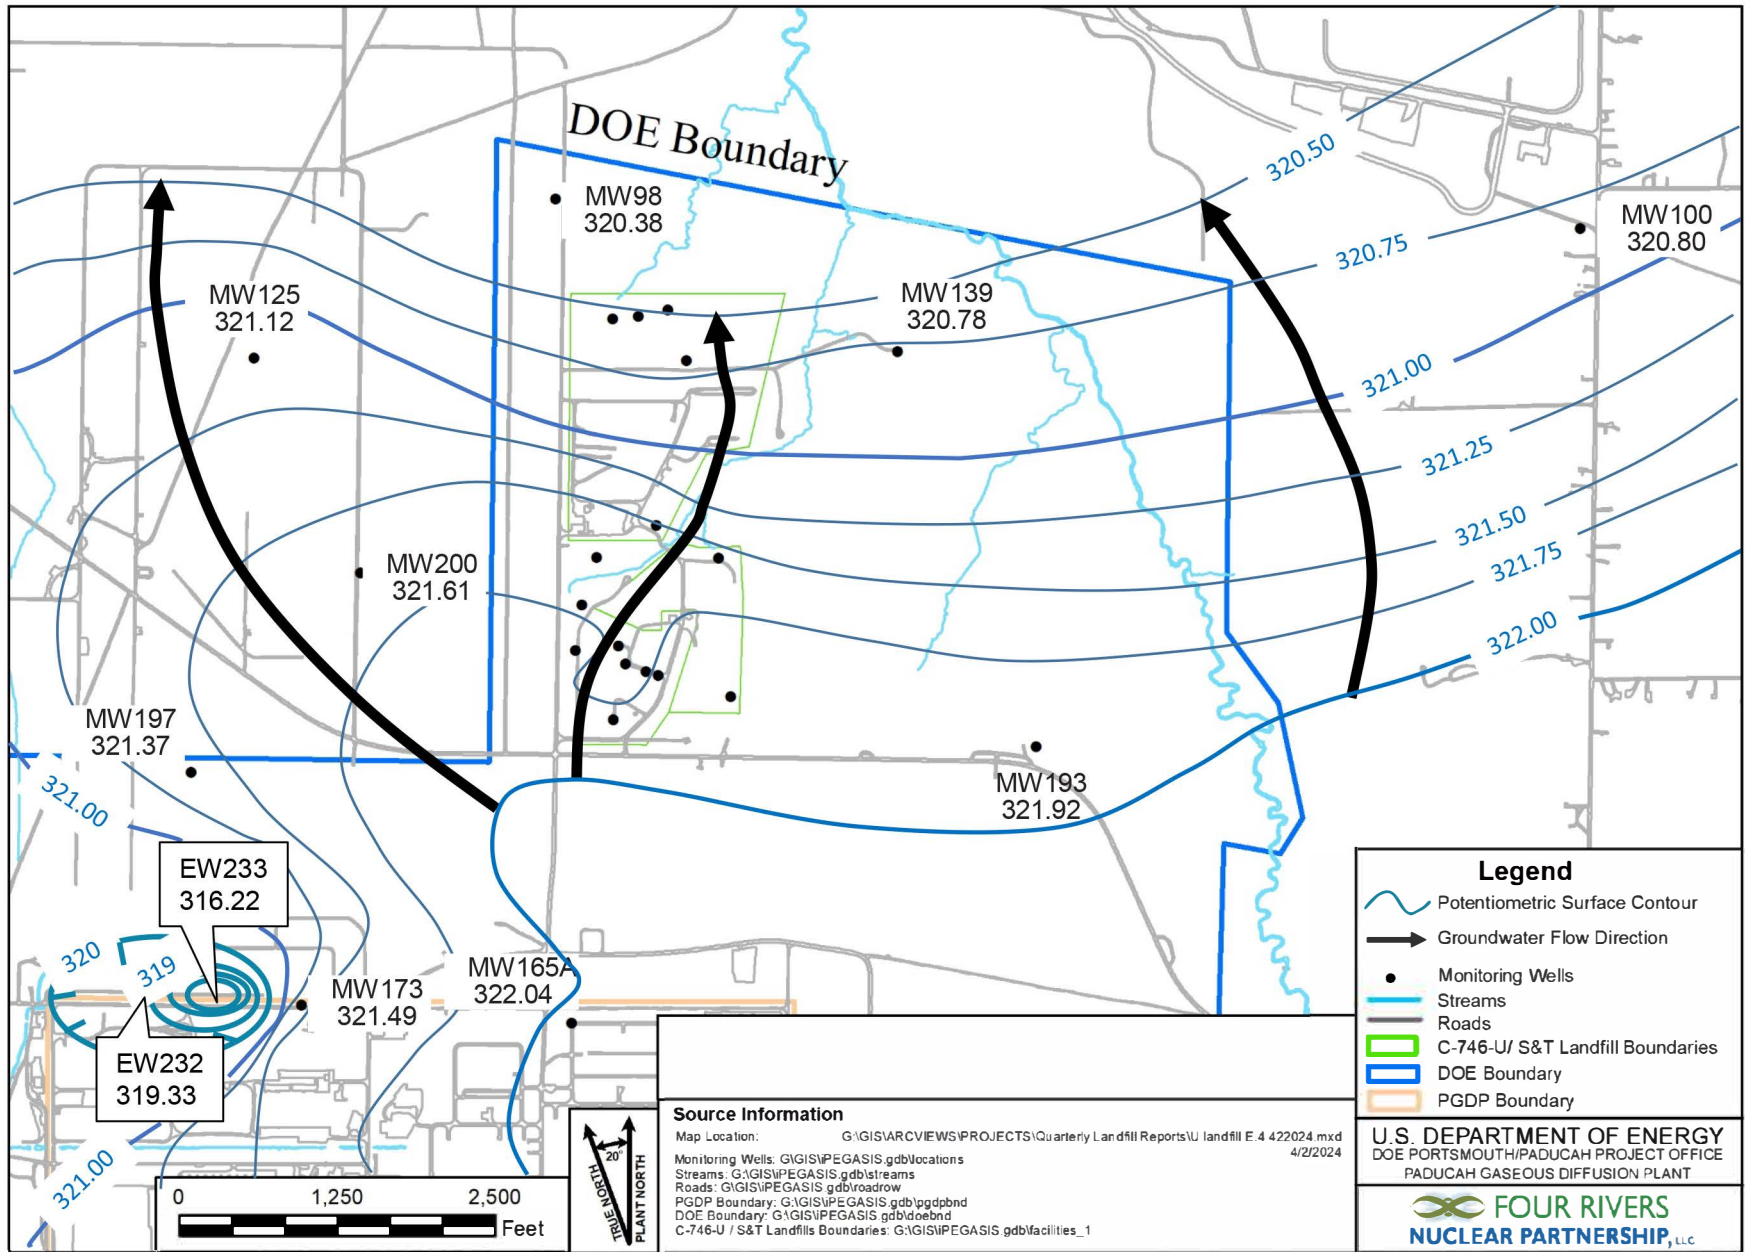 DOE Boundary
MW98
320.38
320.50
MW100
320.80
320.75
MW125
321.12
MW139
320.78
321.00
321.25
321.50
321.75
MW200
321.61
322.00
MW197
321.37
321.00
MW193
321.92
EW233
316.22
320
319
MW173
321.49
MW165A
322.04
EW232
319.33
321.00
0 1,250 2,500
Feet
20°
TRUE NORTH
PLANT NORTH
Source Information
Map Location: G:\GIS\ARCVIEWS\PROJECTS\Quarterly Landfill Reports\U landfill E.4 422024.mxd
4/2/2024
Monitoring Wells: G:\GIS\iPEGASIS.gdb\locations
Streams: G:\GIS\iPEGASIS.gdb\streams
Roads: G:\GIS\iPEGASIS.gdb\roadrow
PGDP Boundary: G:\GIS\iPEGASIS.gdb\pgdpbnd
DOE Boundary: G:\GIS\iPEGASIS.gdb\doebnd
C-746-U / S&T Landfills Boundaries: G:\GIS\iPEGASIS.gdb\facilities_1
Legend
Potentiometric Surface Contour
Groundwater Flow Direction
Monitoring Wells
Streams
Roads
C-746-U/ S&T Landfill Boundaries
DOE Boundary
PGDP Boundary
U.S. DEPARTMENT OF ENERGY
DOE PORTSMOUTH/PADUCAH PROJECT OFFICE
PADUCAH GASEOUS DIFFUSION PLANT
FOUR RIVERS
NUCLEAR PARTNERSHIP, LLC